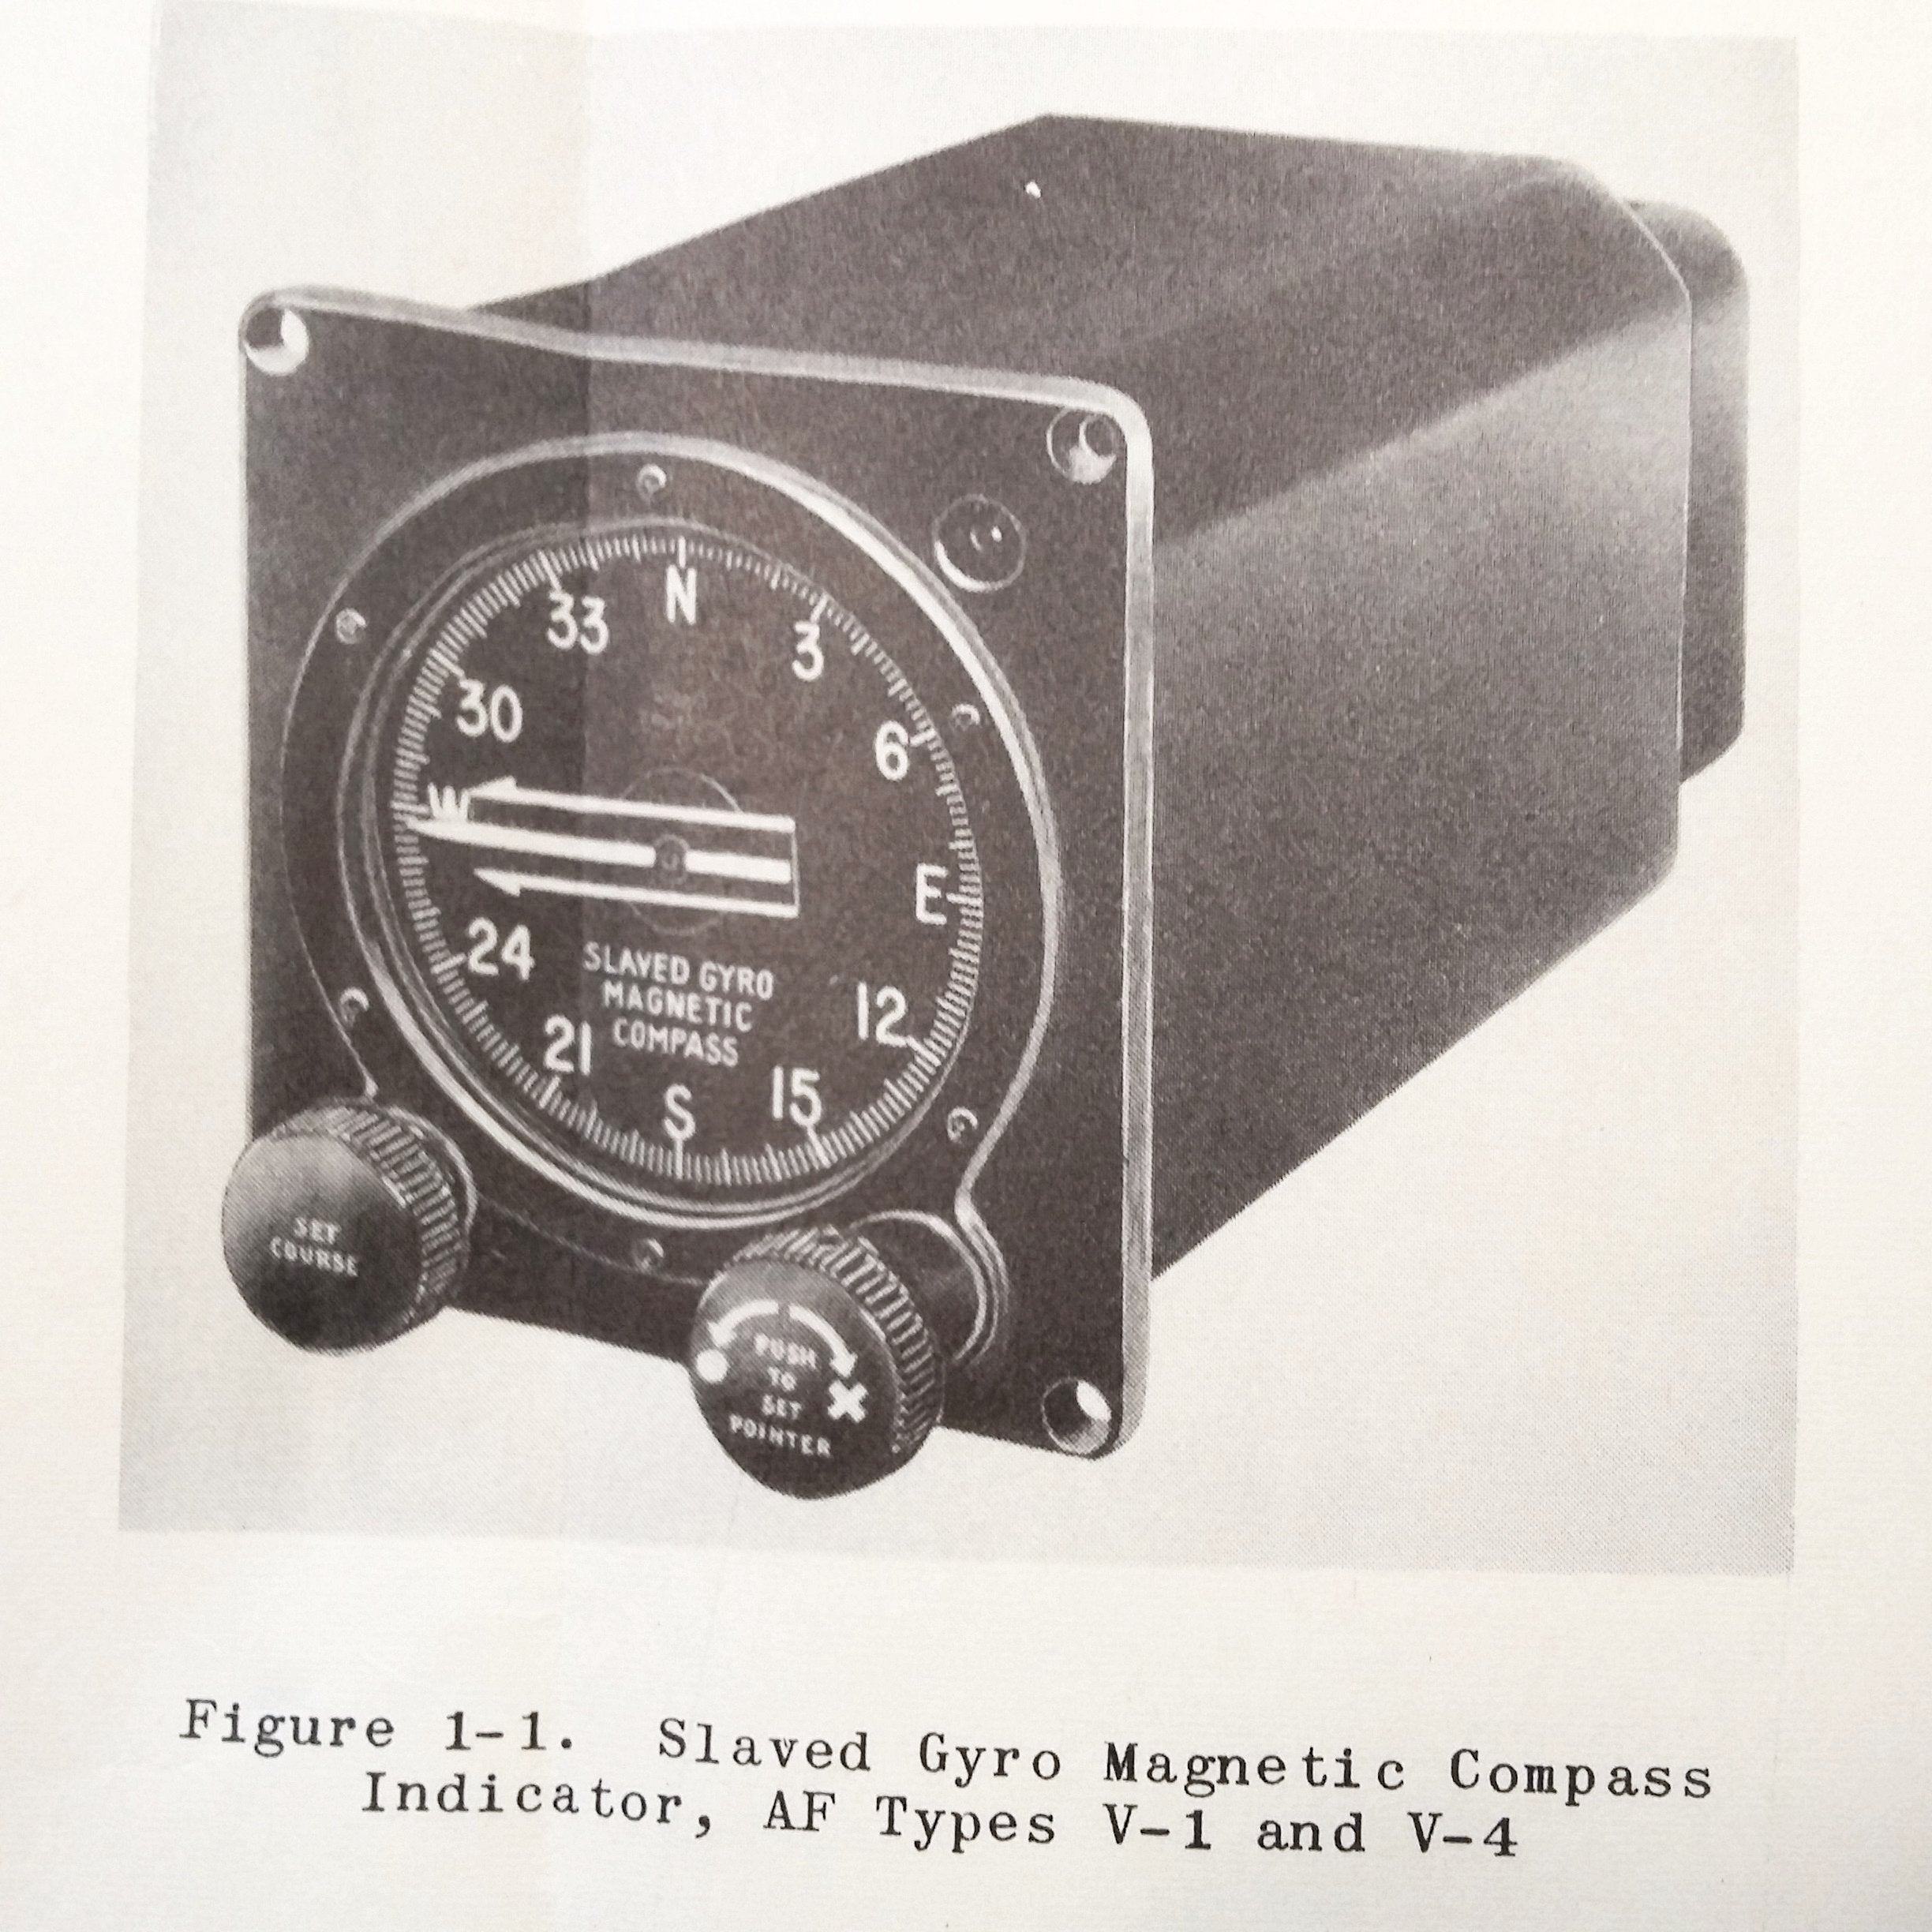 N
33
3
30
6
W
E
24
12
21
15
S
SLAVED GYRO
MAGNETIC
COMPASS
SET
COURSE
PUSH
TO
SET
POINTER
Figure 1-1. Slaved Gyro Magnetic Compass
Indicator, AF Types V-1 and V-4